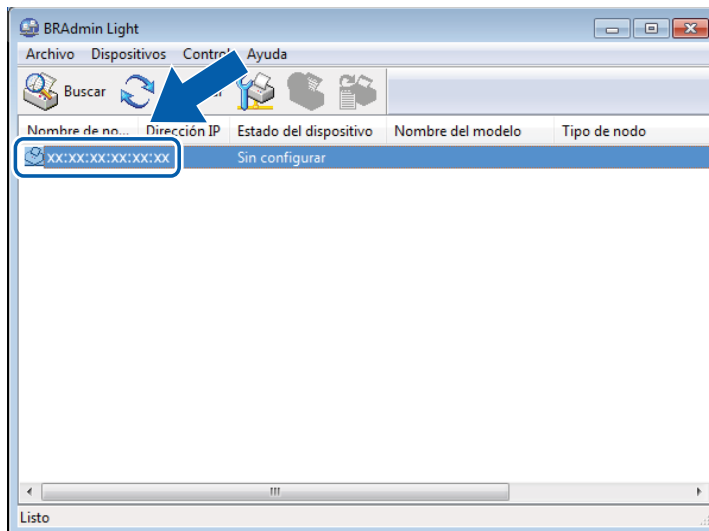 BRAdmin Light
Archivo Dispositivos Control Ayuda
Buscar
Nombre de no... Dirección IP Estado del dispositivo Nombre del modelo Tipo de nodo
xx:xx:xx:xx:xx:xx Sin configurar
Listo